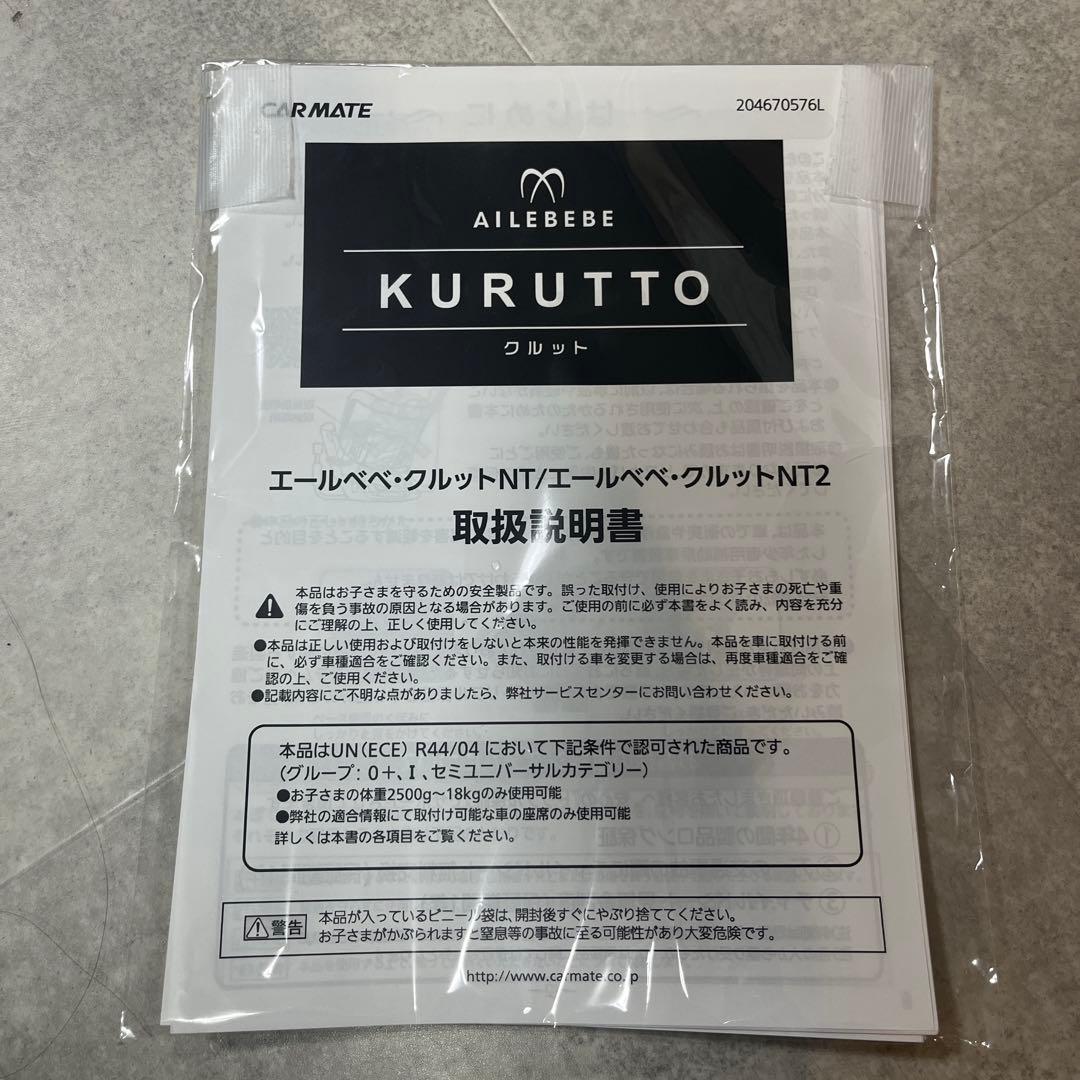 CARMATE
204670576L
AILEBEBE
KURUTTO
クルット
エールベベ・クルットNT/エールベベ・クルットNT2
取扱説明書
本品はお子さまを守るための安全製品です。誤った取付け、使用によりお子さまの死亡や重
傷を負う事故の原因となる場合があります。ご使用の前に必ず本書をよく読み、内容を充分
にご理解の上、正しく使用してください。
●本品は正しい使用および取付けをしないと本来の性能を発揮できません。本品を車に取付ける前
に、必ず車種適合をご確認ください。また、取付ける車を変更する場合は、再度車種適合をご確
認の上、ご使用ください。
●記載内容にご不明な点がありましたら、弊社サービスセンターにお問い合わせください。
本品はUN(ECE) R44/04 において下記条件で認可された商品です。
(グループ: 0+、I、セミユニバーサルカテゴリー)
●お子さまの体重2500g～18kgのみ使用可能
●弊社の適合情報にて取付け可能な車の座席のみ使用可能
詳しくは本書の各項目をご覧ください。
警告
本品が入っているビニール袋は、開封後すぐにやぶり捨ててください。
お子さまがかぶられますと窒息等の事故に至る可能性があり大変危険です。
http://www.carmate.co.jp